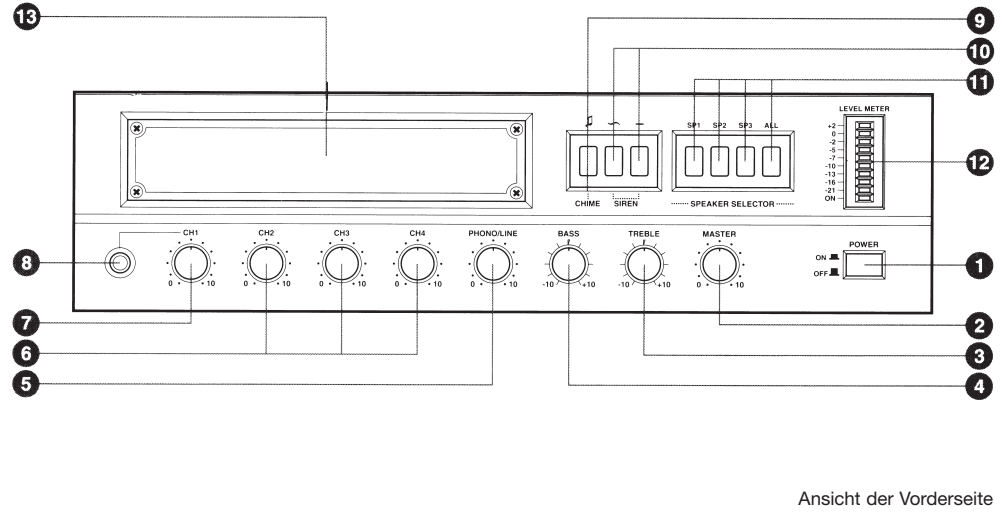 13
9
10
11
LEVEL METER
SP1 SP2 SP3 ALL
+2
0
-2
-5
-7
-10
-13
-16
-21
ON
12
CHIME SIREN SPEAKER SELECTOR
CH1 CH2 CH3 CH4 PHONO/LINE BASS TREBLE MASTER POWER
ON
OFF
8
1
0 10 0 10 0 10 0 10 0 10 -10 +10 -10 +10 0 10
7
2
6
3
5
4
Ansicht der Vorderseite